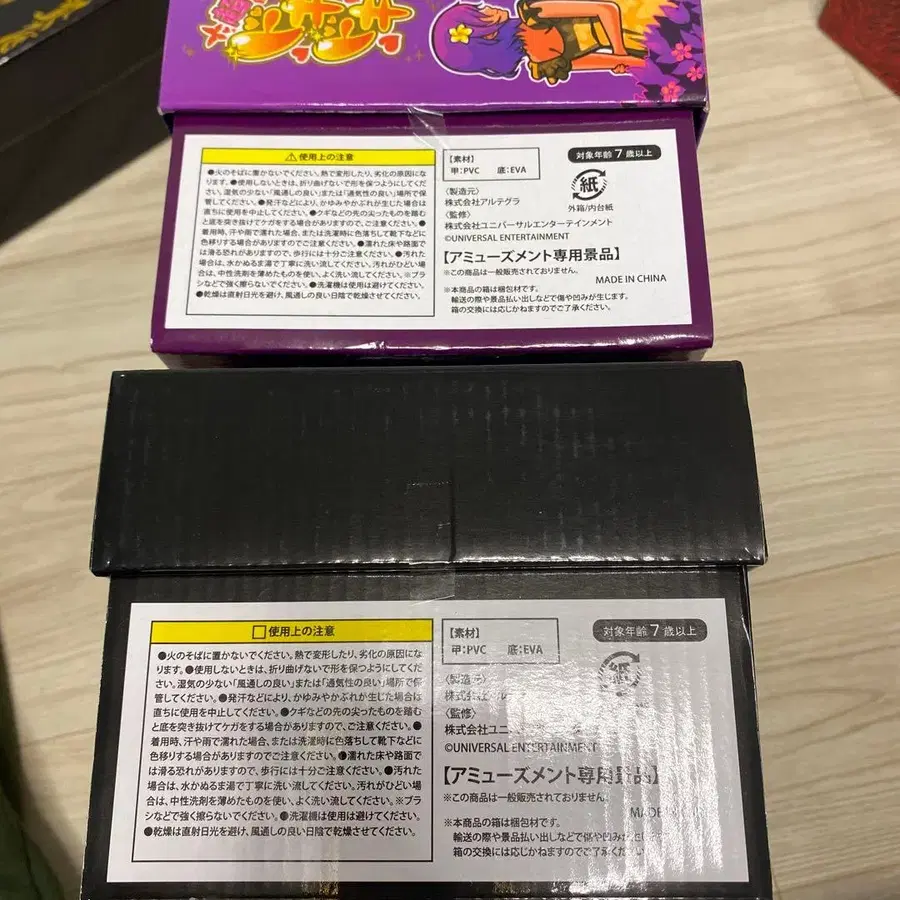 ⚠使用上の注意
●火のそばに置かないでください。熱で変形したり、劣化の原因にな
ります。●使用しないときは、折り曲げないで形を保つようにしてくだ
さい。湿気の少ない「風通しの良い」または「通気性の良い」場所で保
管してください。●発汗などにより、かゆみやかぶれが生じた場合は
直ちに使用を中止してください。●クギなどの先の尖ったものを踏む
と底を突き抜けてケガをする場合がありますので、ご注意ください。●
着用時、汗や雨で濡れた場合、または洗濯時に色落ちして靴下などに
色移りする場合がありますのでご注意ください。●濡れた床や路面で
は滑る恐れがありますので、歩行には十分ご注意ください。●汚れた
場合は、水かぬるま湯で丁寧に洗い流してください。汚れがひどい場
合は、中性洗剤を薄めたものを使い、よく洗い流してください。※ブラ
シなどで強く擦らないでください。●洗濯機は使用は避けてください。
●乾燥は直射日光を避け、風通しの良い日陰で乾燥させてください。
【素材】
甲:PVC 底:EVA
対象年齢 7 歳以上
紙
外箱/内台紙
〈製造元〉
株式会社アルテグラ
〈監修〉
株式会社ユニバーサルエンターテインメント
©UNIVERSAL ENTERTAINMENT
【アミューズメント専用景品】
※この商品は一般販売されておりません。
MADE IN CHINA
※本商品の箱は梱包材です。
輸送の際や景品払い出しなどで傷や凹みが生じます。
箱の交換には応じかねますのでご了承ください。
使用上の注意
●火のそばに置かないでください。熱で変形したり、劣化の原因にな
ります。●使用しないときは、折り曲げないで形を保つようにしてくだ
さい。湿気の少ない「風通しの良い」または「通気性の良い」場所で保
管してください。●発汗などにより、かゆみやかぶれが生じた場合は
直ちに使用を中止してください。●クギなどの先の尖ったものを踏む
と底を突き抜けてケガをする場合がありますので、ご注意ください。●
着用時、汗や雨で濡れた場合、または洗濯時に色落ちして靴下などに
色移りする場合がありますのでご注意ください。●濡れた床や路面で
は滑る恐れがありますので、歩行には十分ご注意ください。●汚れた
場合は、水かぬるま湯で丁寧に洗い流してください。汚れがひどい場
合は、中性洗剤を薄めたものを使い、よく洗い流してください。※ブラ
シなどで強く擦らないでください。●洗濯機は使用は避けてください。
●乾燥は直射日光を避け、風通しの良い日陰で乾燥させてください。
【素材】
甲:PVC 底:EVA
対象年齢 7 歳以上
紙
〈製造元〉
株式会社
〈監修〉
株式会社ユニ
©UNIVERSAL ENTERTAINMENT
【アミューズメント専用景品】
※この商品は一般販売されておりません
MADE
※本商品の箱は梱包材です。
輸送の際や景品払い出しなどで傷や凹みが生じ
箱の交換には応じかねますのでご了承ください